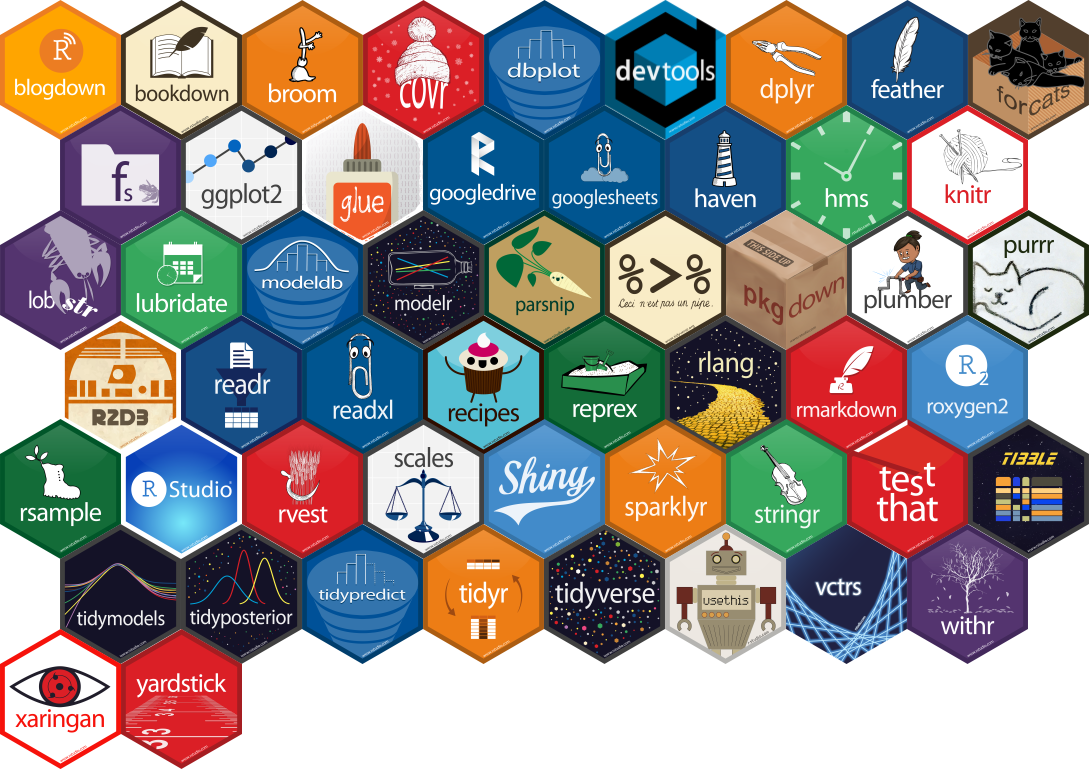 blogdown
bookdown
broom
covr
dbplot
devtools
dplyr
feather
forcats
fs
ggplot2
glue
googledrive
googlesheets
haven
hms
knitr
lobstr
lubridate
modeldb
modelr
parsnip
%>%
Ceci n'est pas un pipe.
THIS SIDE UP
pkgdown
plumber
purrr
R2D3
readr
readxl
recipes
reprex
rlang
rmarkdown
R2
roxygen2
rsample
R Studio
rvest
scales
Shiny
sparklyr
stringr
test
that
TIBBLE
tidymodels
tidyposterior
tidypredict
tidyr
tidyverse
usethis
vctrs
withr
xaringan
yardstick